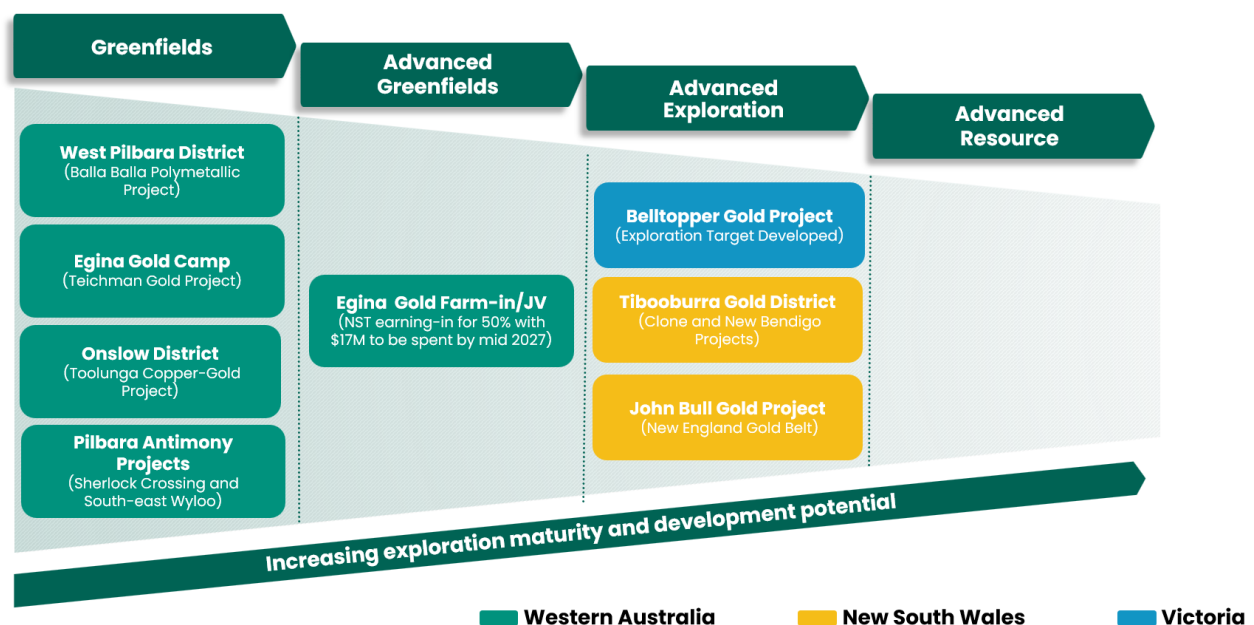 Greenfields
Advanced
Greenfields
Advanced
Exploration
Advanced
Resource
West Pilbara District
(Balla Balla Polymetallic
Project)
Egina Gold Camp
(Teichman Gold Project)
Onslow District
(Toolunga Copper-Gold
Project)
Pilbara Antimony
Projects
(Sherlock Crossing and
South-east Wyloo)
Egina Gold Farm-in/JV
(NST earning-in for 50% with
$17M to be spent by mid 2027)
Belltopper Gold Project
(Exploration Target Developed)
Tibooburra Gold District
(Clone and New Bendigo
Projects)
John Bull Gold Project
(New England Gold Belt)
Increasing exploration maturity and development potential
Western Australia
New South Wales
Victoria